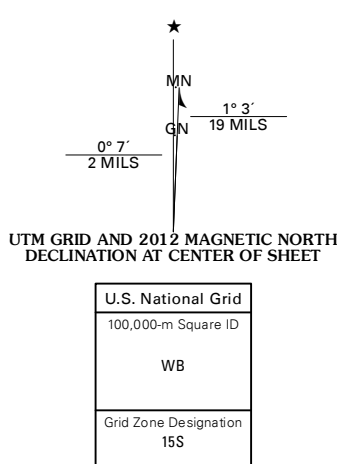 ★
MN
1° 3´
19 MILS
GN
0° 7´
2 MILS
UTM GRID AND 2012 MAGNETIC NORTH
DECLINATION AT CENTER OF SHEET
U.S. National Grid
100,000-m Square ID
WB
Grid Zone Designation
15S